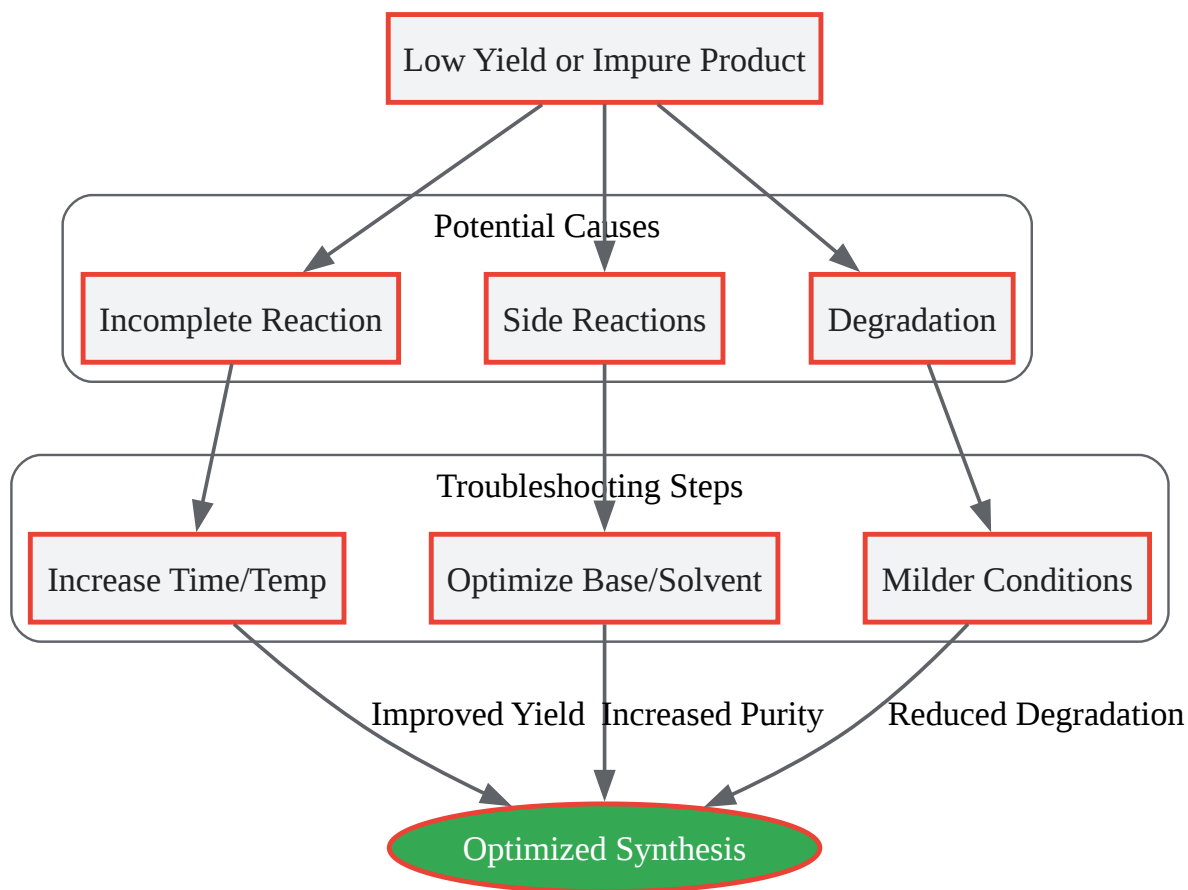 Low Yield or Impure Product
Potential Causes
Incomplete Reaction
Side Reactions
Degradation
Troubleshooting Steps
Increase Time/Temp
Optimize Base/Solvent
Milder Conditions
Improved Yield
Increased Purity
Reduced Degradation
Optimized Synthesis